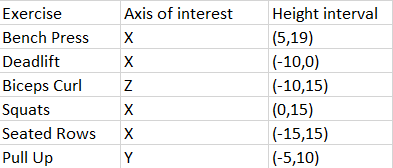 Exercise Axis of interest Height interval
Bench Press X (5,19)
Deadlift X (-10,0)
Biceps Curl Z (-10,15)
Squats X (0,15)
Seated Rows X (-15,15)
Pull Up Y (-5,10)